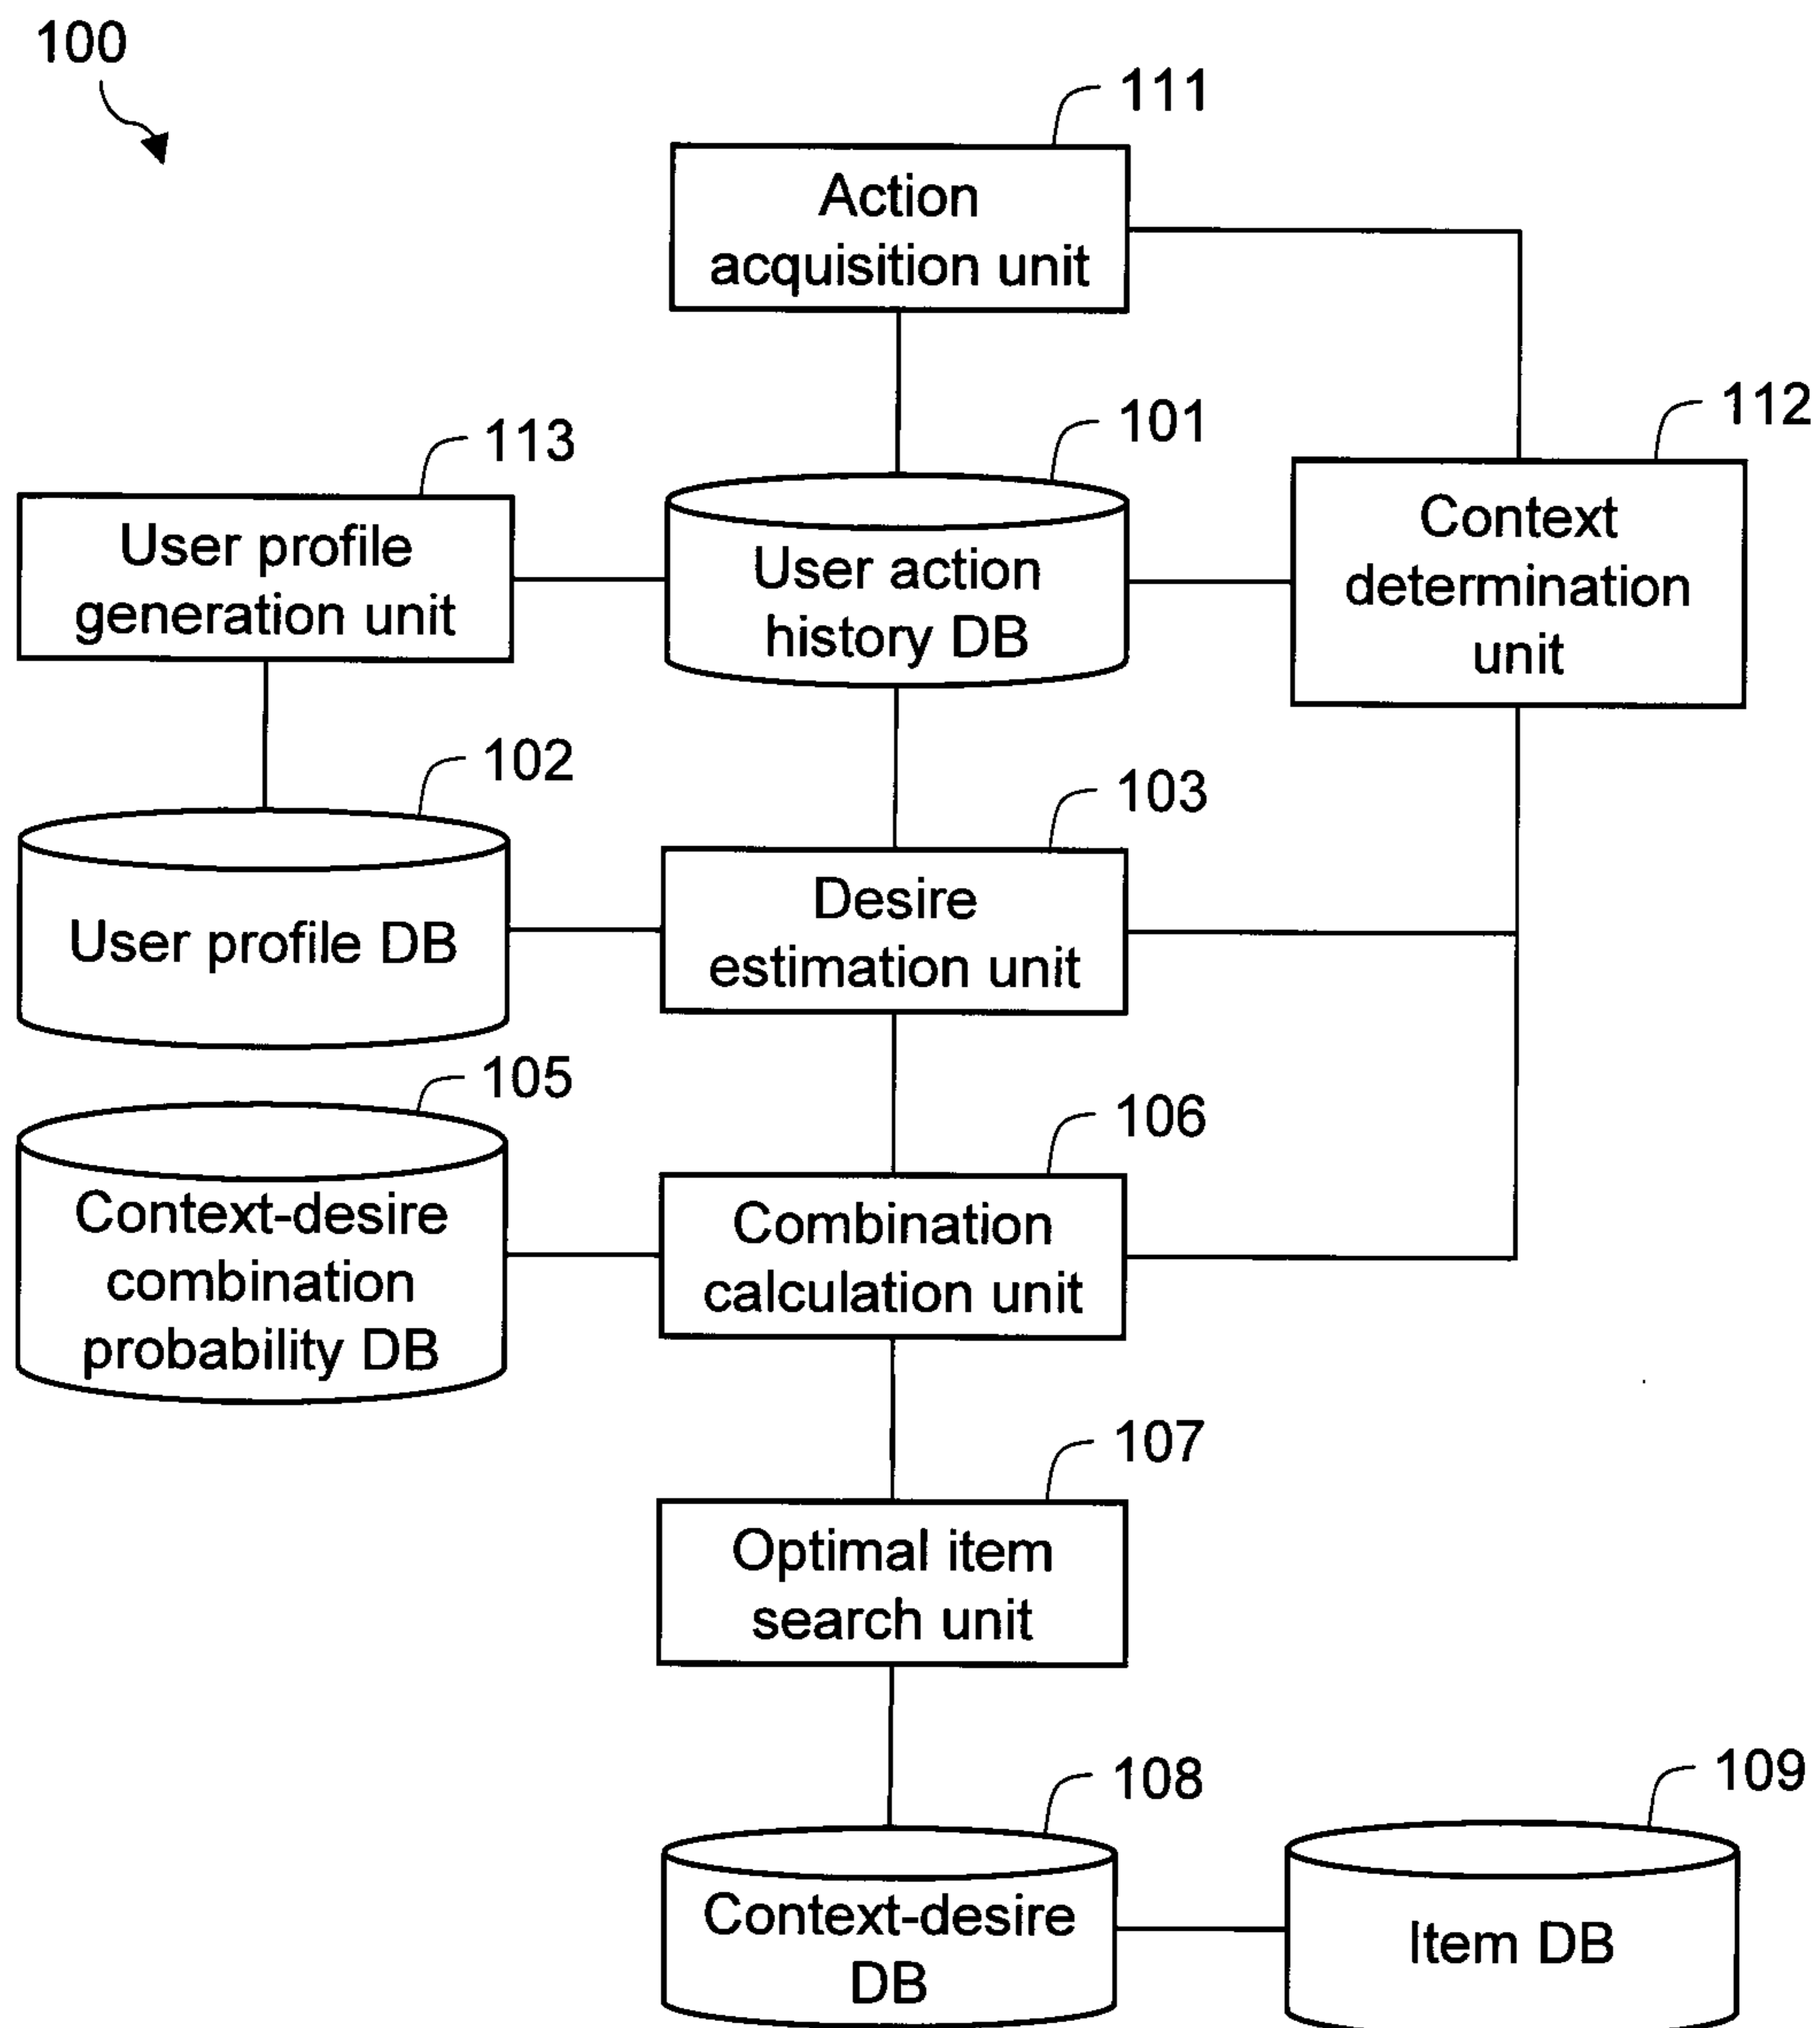 100
111
Action
acquisition unit
101
112
113
User profile
generation unit
User action
history DB
Context
determination
unit
102
103
User profile DB
Desire
estimation unit
105
106
Context-desire
combination
probability DB
Combination
calculation unit
107
Optimal item
search unit
108
109
Context-desire
DB
Item DB